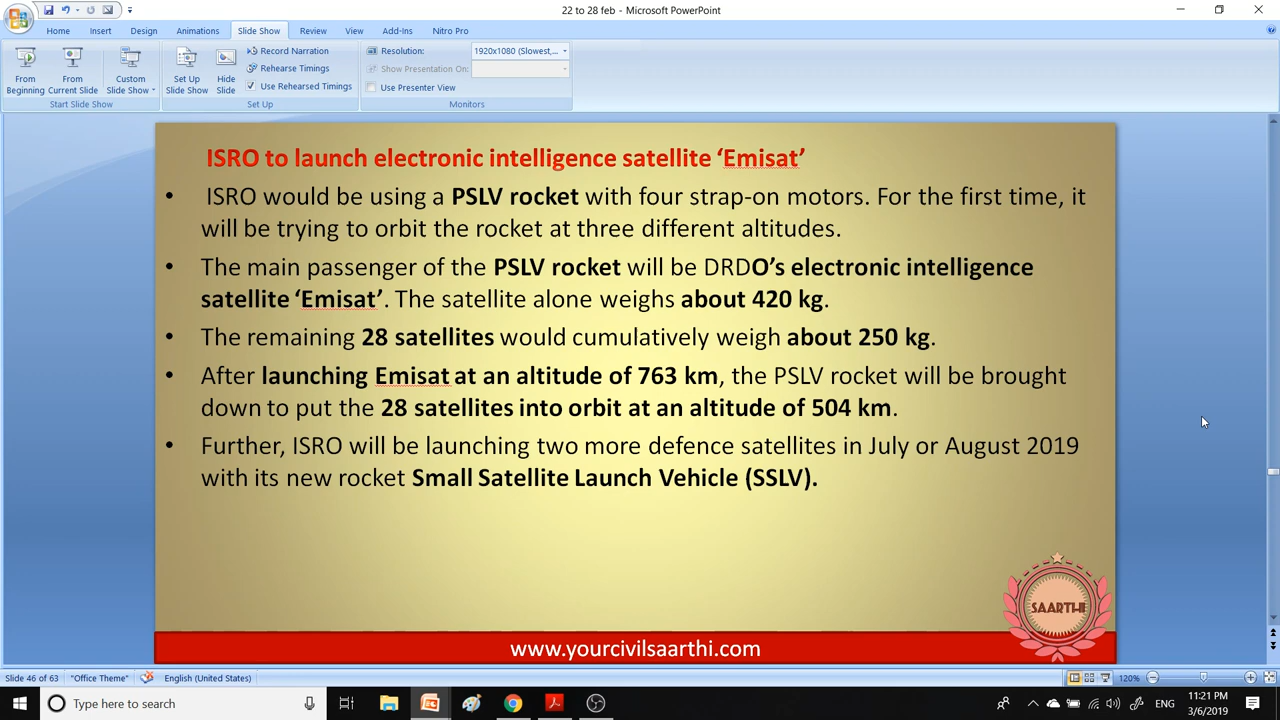 22 to 28 feb - Microsoft PowerPoint
Home Insert Design Animations Slide Show Review View Add-Ins Nitro Pro
From Beginning
From Current Slide
Custom Slide Show
Start Slide Show
Set Up Slide Show
Hide Slide
Record Narration
Rehearse Timings
Use Rehearsed Timings
Set Up
Resolution: 1920x1080 (Slowest,...
Show Presentation On:
Use Presenter View
Monitors
ISRO to launch electronic intelligence satellite ‘Emisat’
• ISRO would be using a PSLV rocket with four strap-on motors. For the first time, it
will be trying to orbit the rocket at three different altitudes.
• The main passenger of the PSLV rocket will be DRDO’s electronic intelligence
satellite ‘Emisat’. The satellite alone weighs about 420 kg.
• The remaining 28 satellites would cumulatively weigh about 250 kg.
• After launching Emisat at an altitude of 763 km, the PSLV rocket will be brought
down to put the 28 satellites into orbit at an altitude of 504 km.
• Further, ISRO will be launching two more defence satellites in July or August 2019
with its new rocket Small Satellite Launch Vehicle (SSLV).
SAARTHI
www.yourcivilsaarthi.com
Slide 46 of 63 "Office Theme" English (United States) 120%
Type here to search
ENG
11:21 PM
3/6/2019